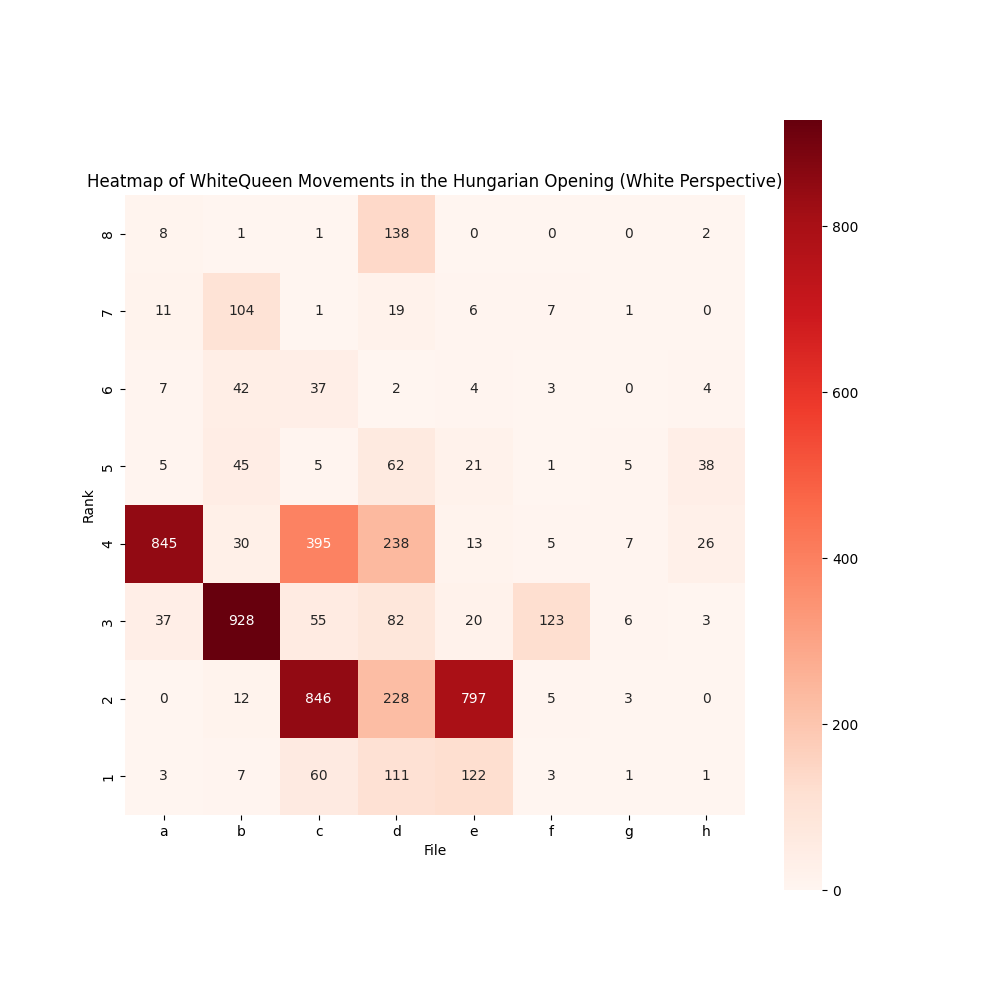 Heatmap of WhiteQueen Movements in the Hungarian Opening (White Perspective)
8 8 1 1 138 0 0 0 2
7 11 104 1 19 6 7 1 0
6 7 42 37 2 4 3 0 4
5 5 45 5 62 21 1 5 38
4 845 30 395 238 13 5 7 26
3 37 928 55 82 20 123 6 3
2 0 12 846 228 797 5 3 0
1 3 7 60 111 122 3 1 1
a b c d e f g h
File
Rank
800
600
400
200
0